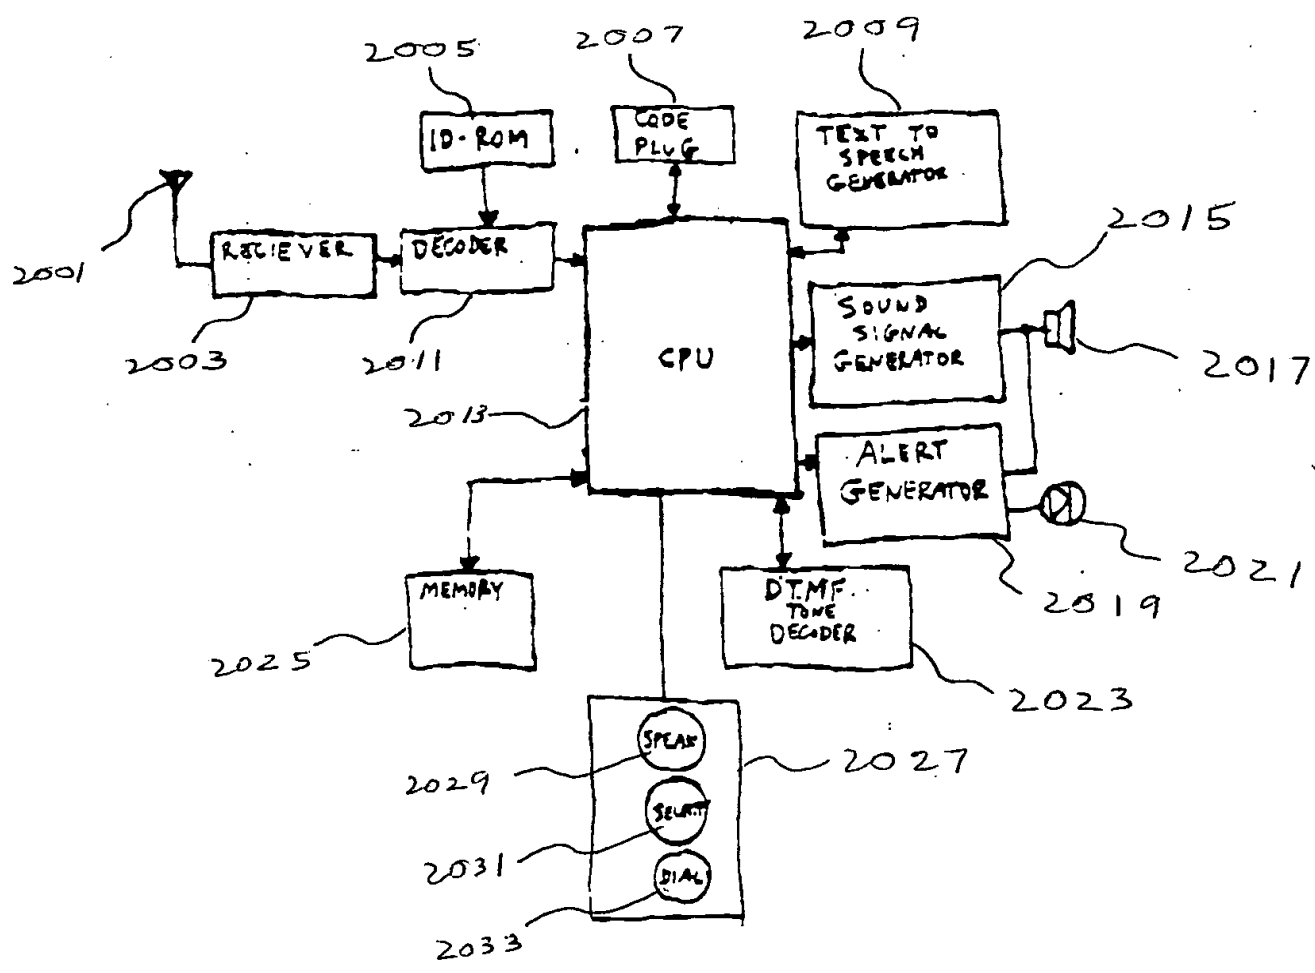 2005
2007
2009
ID-ROM
CODE
PLUG
TEXT TO
SPEECH
GENERATOR
2001
RECIEVER
DECODER
2015
2003
2011
CPU
SOUND
SIGNAL
GENERATOR
2017
2013
ALERT
GENERATOR
2021
2019
MEMORY
DTMF
TONE
DECODER
2025
2023
SPEAK
2027
2029
SELECT
2031
DIAL
2033